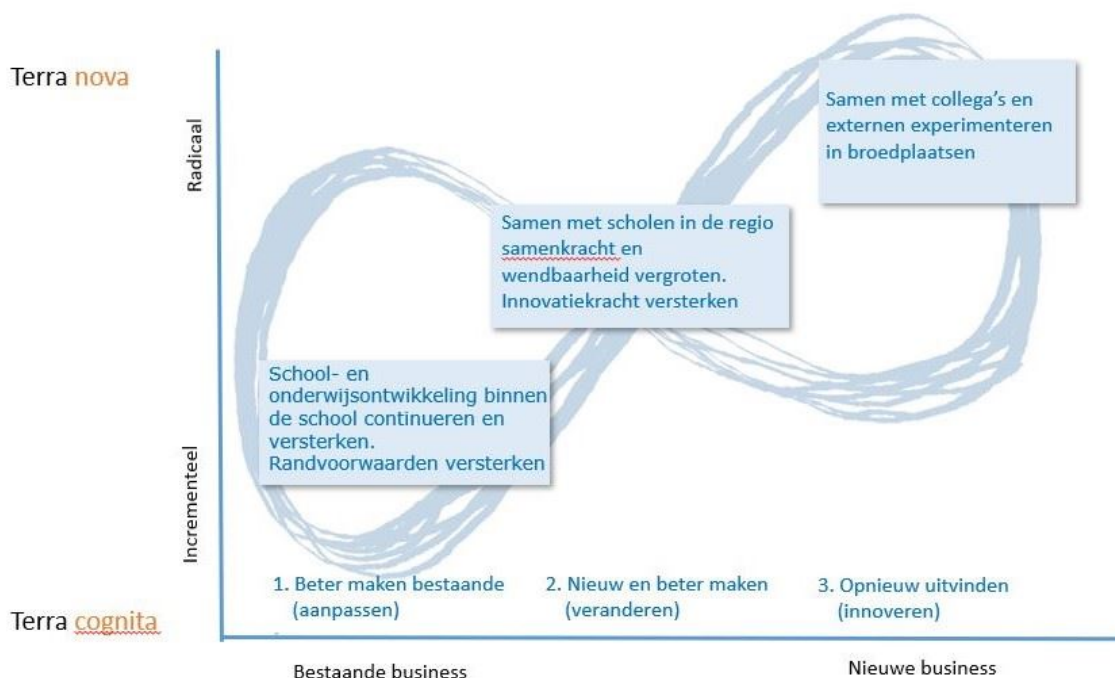 Terra nova
Radicaal
Samen met collega's en
externen experimenteren
in broedplaatsen
Samen met scholen in de regio
samenkracht en
wendbaarheid vergroten.
Innovatiekracht versterken
School- en
onderwijsontwikkeling binnen
de school continueren en
versterken.
Randvoorwaarden versterken
Incrementeel
1. Beter maken bestaande
(aanpassen)
2. Nieuw en beter maken
(veranderen)
3. Opnieuw uitvinden
(innoveren)
Terra cognita
Bestaande business
Nieuwe business